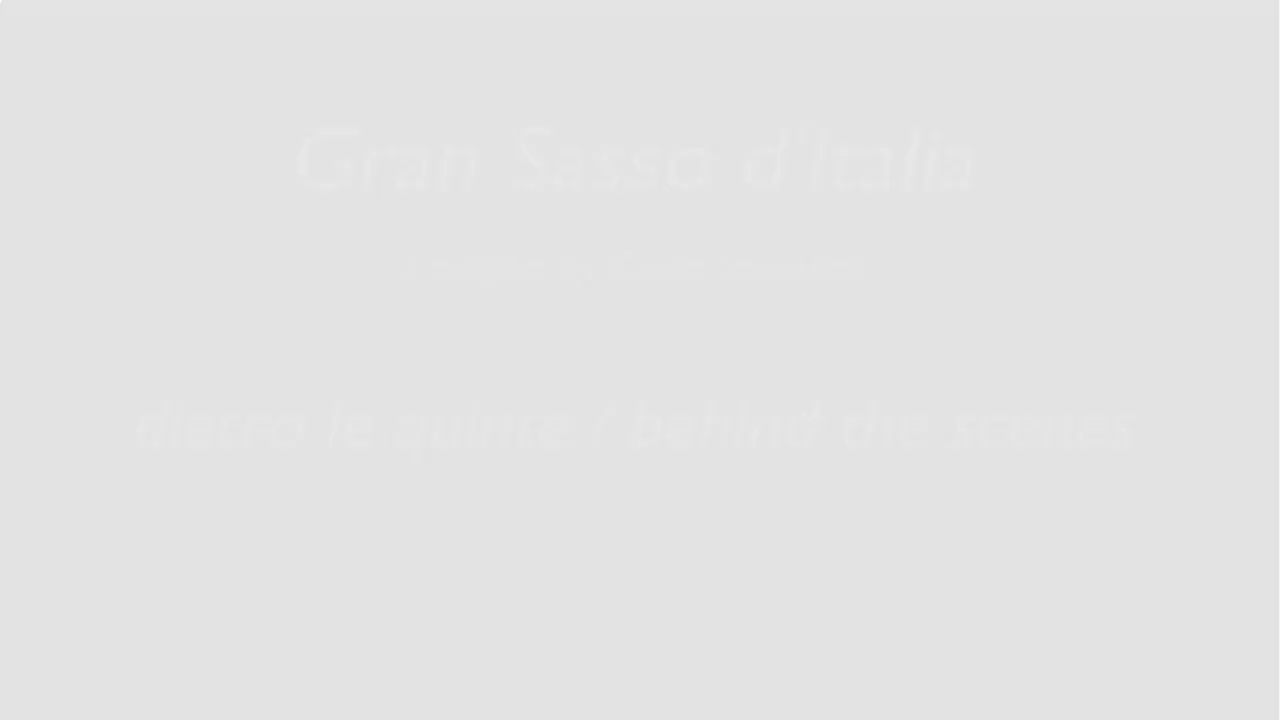 Gran Sasso d'Italia
dietro le quinte / behind the scenes